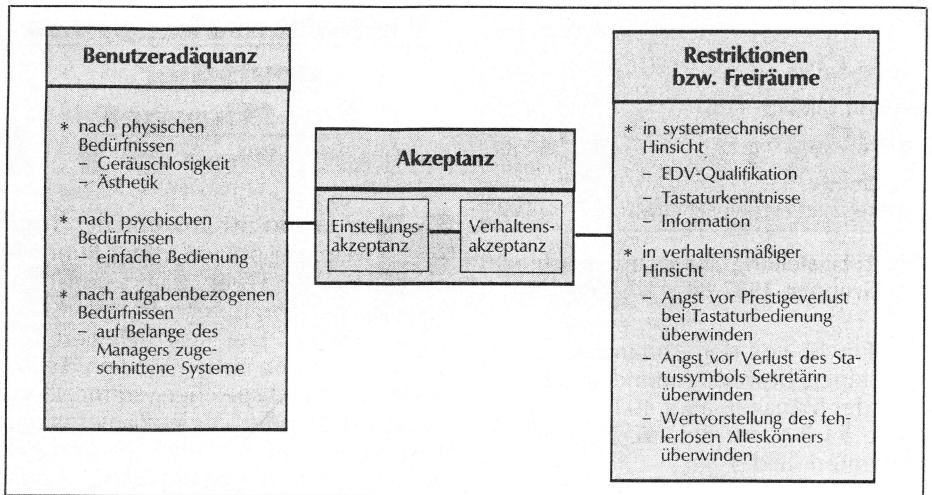 Benutzeradäquanz
* nach physischen
Bedürfnissen
– Geräuschlosigkeit
– Ästhetik
* nach psychischen
Bedürfnissen
– einfache Bedienung
* nach aufgabenbezogenen
Bedürfnissen
– auf Belange des
Managers zuge-
schnittene Systeme
Akzeptanz
Einstellungs-
akzeptanz
Verhaltens-
akzeptanz
Restriktionen
bzw. Freiräume
* in systemtechnischer
Hinsicht
– EDV-Qualifikation
– Tastaturkenntnisse
– Information
* in verhaltensmäßiger
Hinsicht
– Angst vor Prestigeverlust
bei Tastaturbedienung
überwinden
– Angst vor Verlust des Sta-
tussymbols Sekretärin
überwinden
– Wertvorstellung des feh-
lerlosen Alleskönners
überwinden